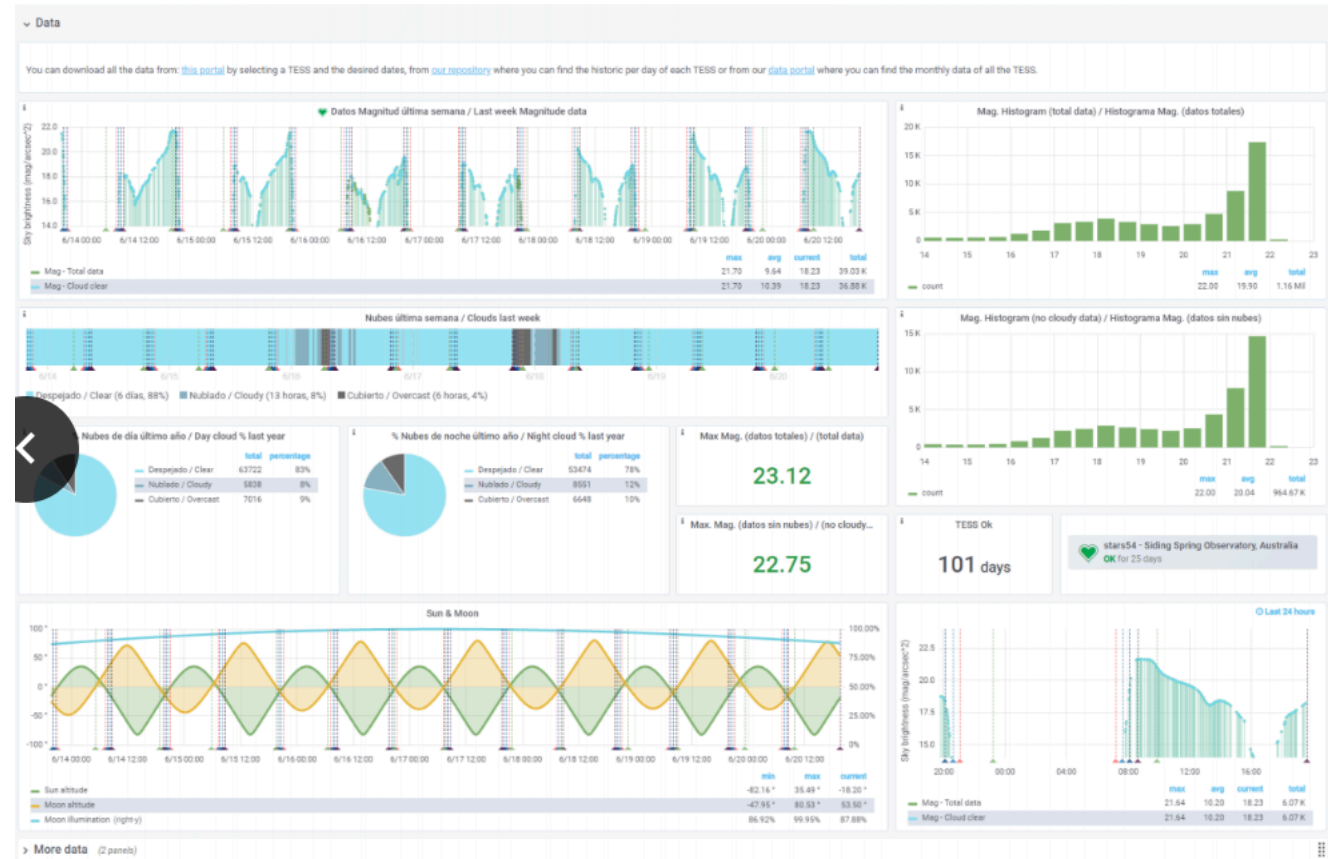 Data
You can download all the data from: this portal by selecting a TESS and the desired dates, from our repository where you can find the historic per day of each TESS or from our data portal where you can find the monthly data of all the TESS.
Datos Magnitud última semana / Last week Magnitude data
Sky brightness (mag/arcsec^2)
22.0
20.0
18.0
16.0
14.0
6/14 00:00 6/14 12:00 6/15 00:00 6/15 12:00 6/16 00:00 6/16 12:00 6/17 00:00 6/17 12:00 6/18 00:00 6/18 12:00 6/19 00:00 6/19 12:00 6/20 00:00 6/20 12:00
max avg current total
Mag - Total data 21.70 9.64 18.23 39.03 K
Mag - Cloud clear 21.70 10.39 18.23 36.88 K
Mag. Histogram (total data) / Histograma Mag. (datos totales)
20 K
15 K
10 K
5 K
0
14 15 16 17 18 19 20 21 22 23
max avg total
count 22.00 19.90 1.16 Mil
Nubes última semana / Clouds last week
6/14 6/15 6/16 6/17 6/18 6/19 6/20
Despejado / Clear (6 días, 88%) Nublado / Cloudy (13 horas, 8%) Cubierto / Overcast (6 horas, 4%)
Mag. Histogram (no cloudy data) / Histograma Mag. (datos sin nubes)
15 K
10 K
5 K
0
14 15 16 17 18 19 20 21 22 23
max avg total
count 22.00 20.04 964.67 K
% Nubes de día último año / Day cloud % last year
total percentage
Despejado / Clear 63722 83%
Nublado / Cloudy 5838 8%
Cubierto / Overcast 7016 9%
% Nubes de noche último año / Night cloud % last year
total percentage
Despejado / Clear 53474 78%
Nublado / Cloudy 8551 12%
Cubierto / Overcast 6648 10%
Max Mag. (datos totales) / (total data)
23.12
Max. Mag. (datos sin nubes) / (no cloudy...
22.75
TESS Ok
101 days
stars54 - Siding Spring Observatory, Australia
OK for 25 days
Sun & Moon
100 °
50 °
0 °
-50 °
-100 °
100.00%
75.00%
50.00%
25.00%
0%
6/14 00:00 6/14 12:00 6/15 00:00 6/15 12:00 6/16 00:00 6/16 12:00 6/17 00:00 6/17 12:00 6/18 00:00 6/18 12:00 6/19 00:00 6/19 12:00 6/20 00:00 6/20 12:00
min max current
Sun altitude -82.16 ° 35.49 ° -18.20 °
Moon altitude -47.95 ° 80.53 ° 53.50 °
Moon illumination (right-y) 86.92% 99.95% 87.88%
Last 24 hours
Sky brightness (mag/arcsec^2)
22.5
20.0
17.5
15.0
20:00 00:00 04:00 08:00 12:00 16:00
max avg current total
Mag - Total data 21.64 10.20 18.23 6.07 K
Mag - Cloud clear 21.64 10.20 18.23 6.07 K
More data (2 panels)